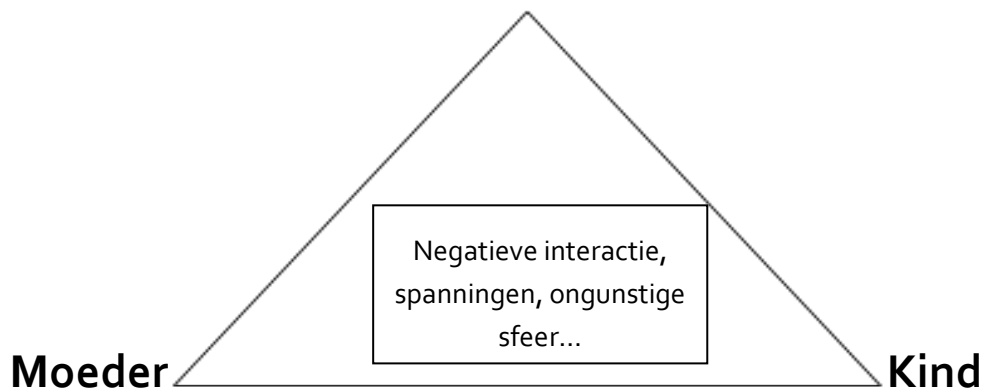 Negatieve interactie,
spanningen, ongunstige
sfeer...
Moeder
Kind